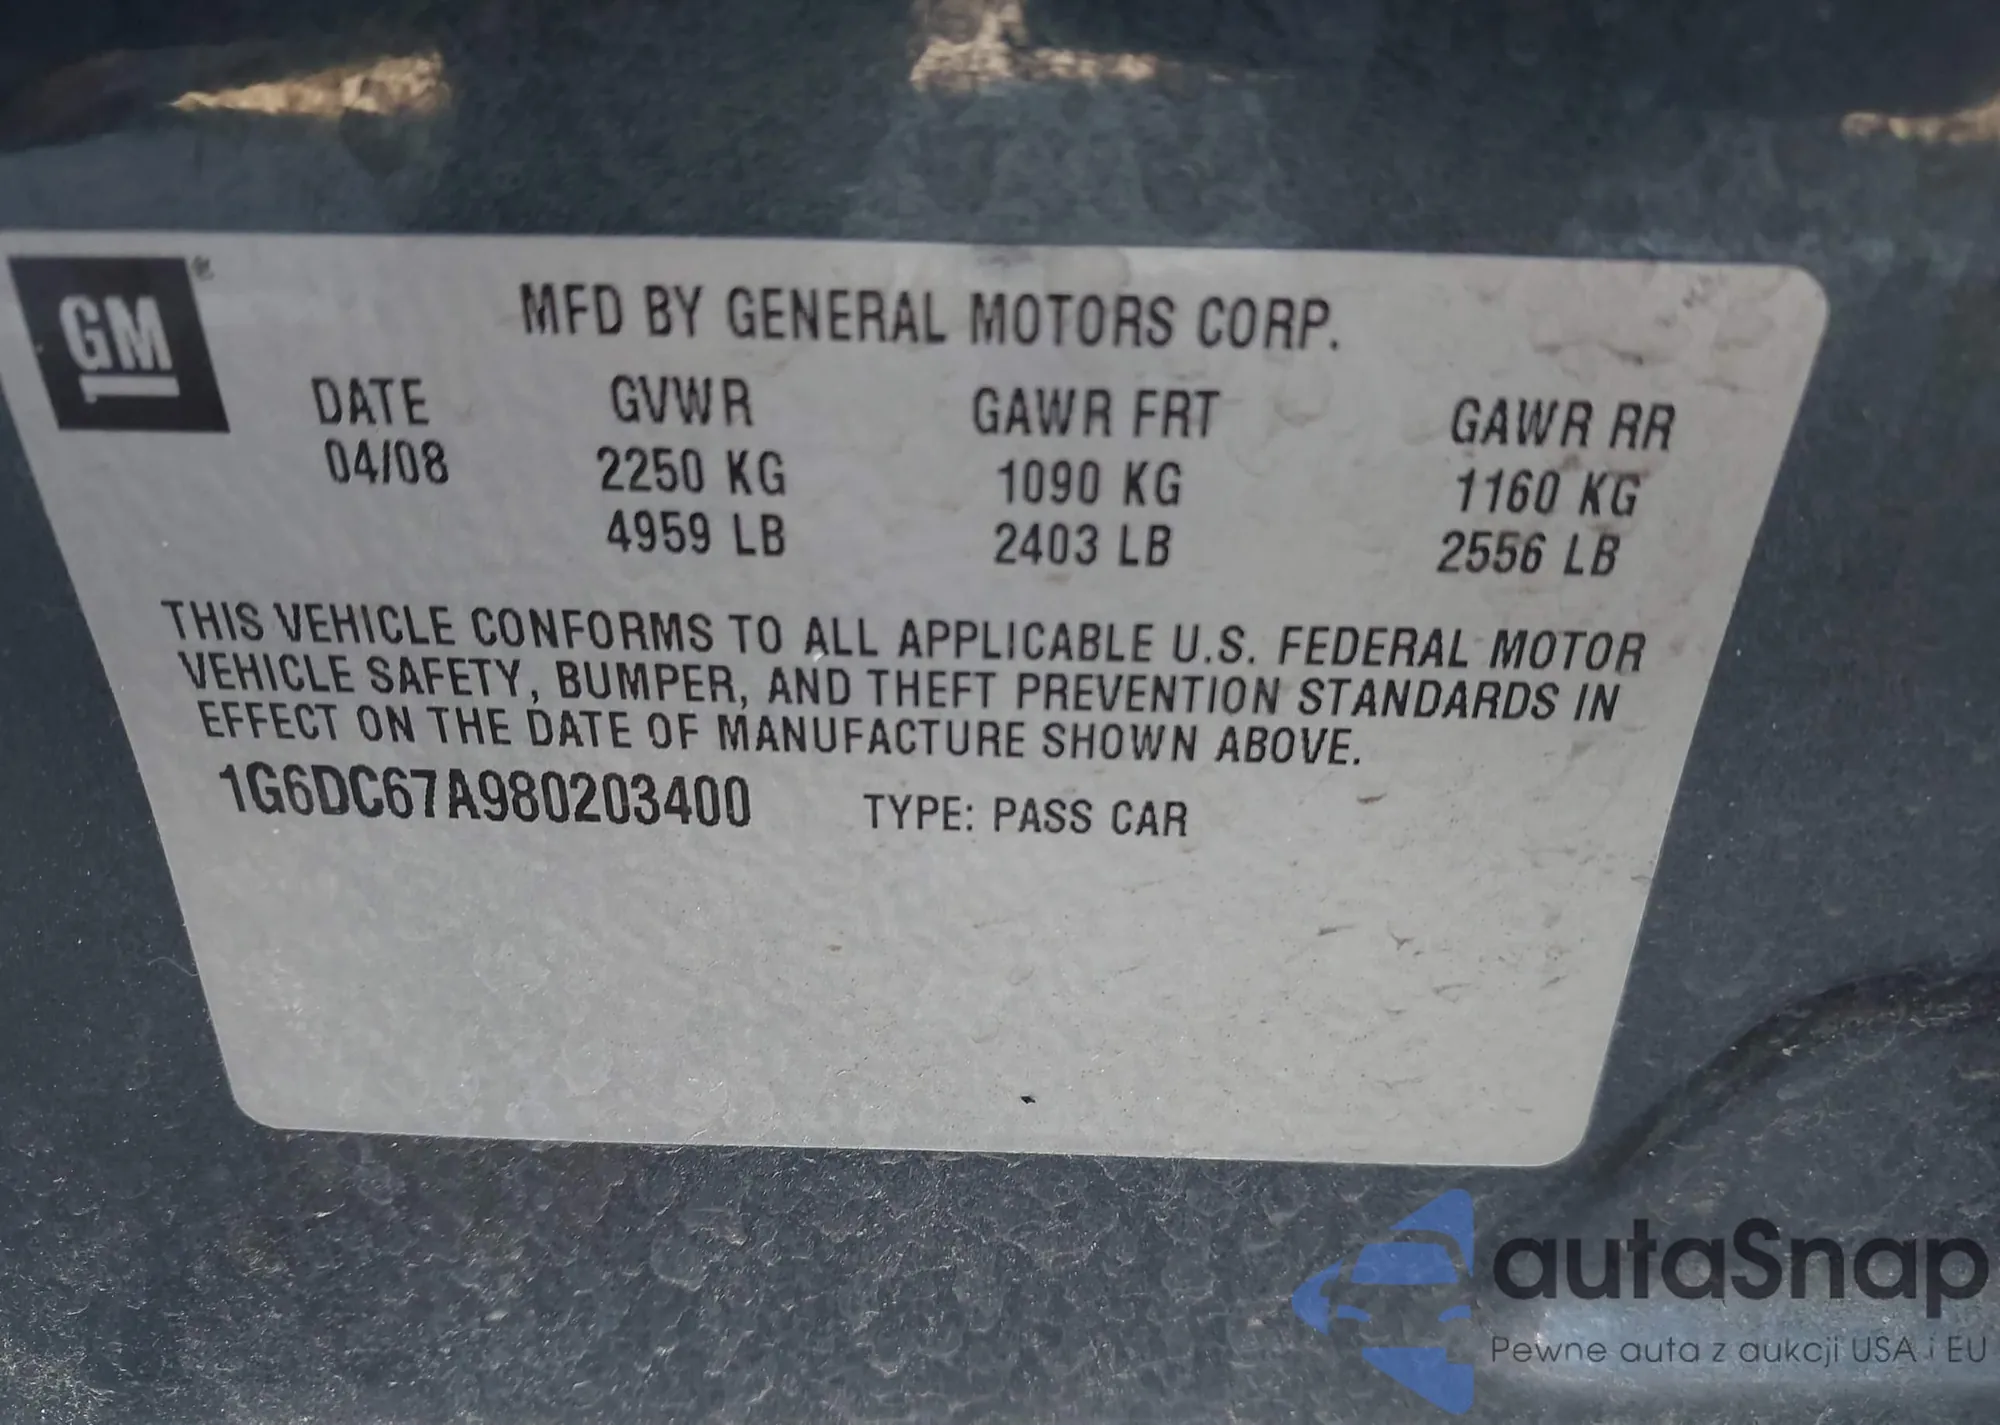 GM ®
MFD BY GENERAL MOTORS CORP.
DATE GVWR GAWR FRT GAWR RR
04/08 2250 KG 1090 KG 1160 KG
4959 LB 2403 LB 2556 LB
THIS VEHICLE CONFORMS TO ALL APPLICABLE U.S. FEDERAL MOTOR
VEHICLE SAFETY, BUMPER, AND THEFT PREVENTION STANDARDS IN
EFFECT ON THE DATE OF MANUFACTURE SHOWN ABOVE.
1G6DC67A980203400 TYPE: PASS CAR
autaSnap
Pewne auta z aukcji USA i EU